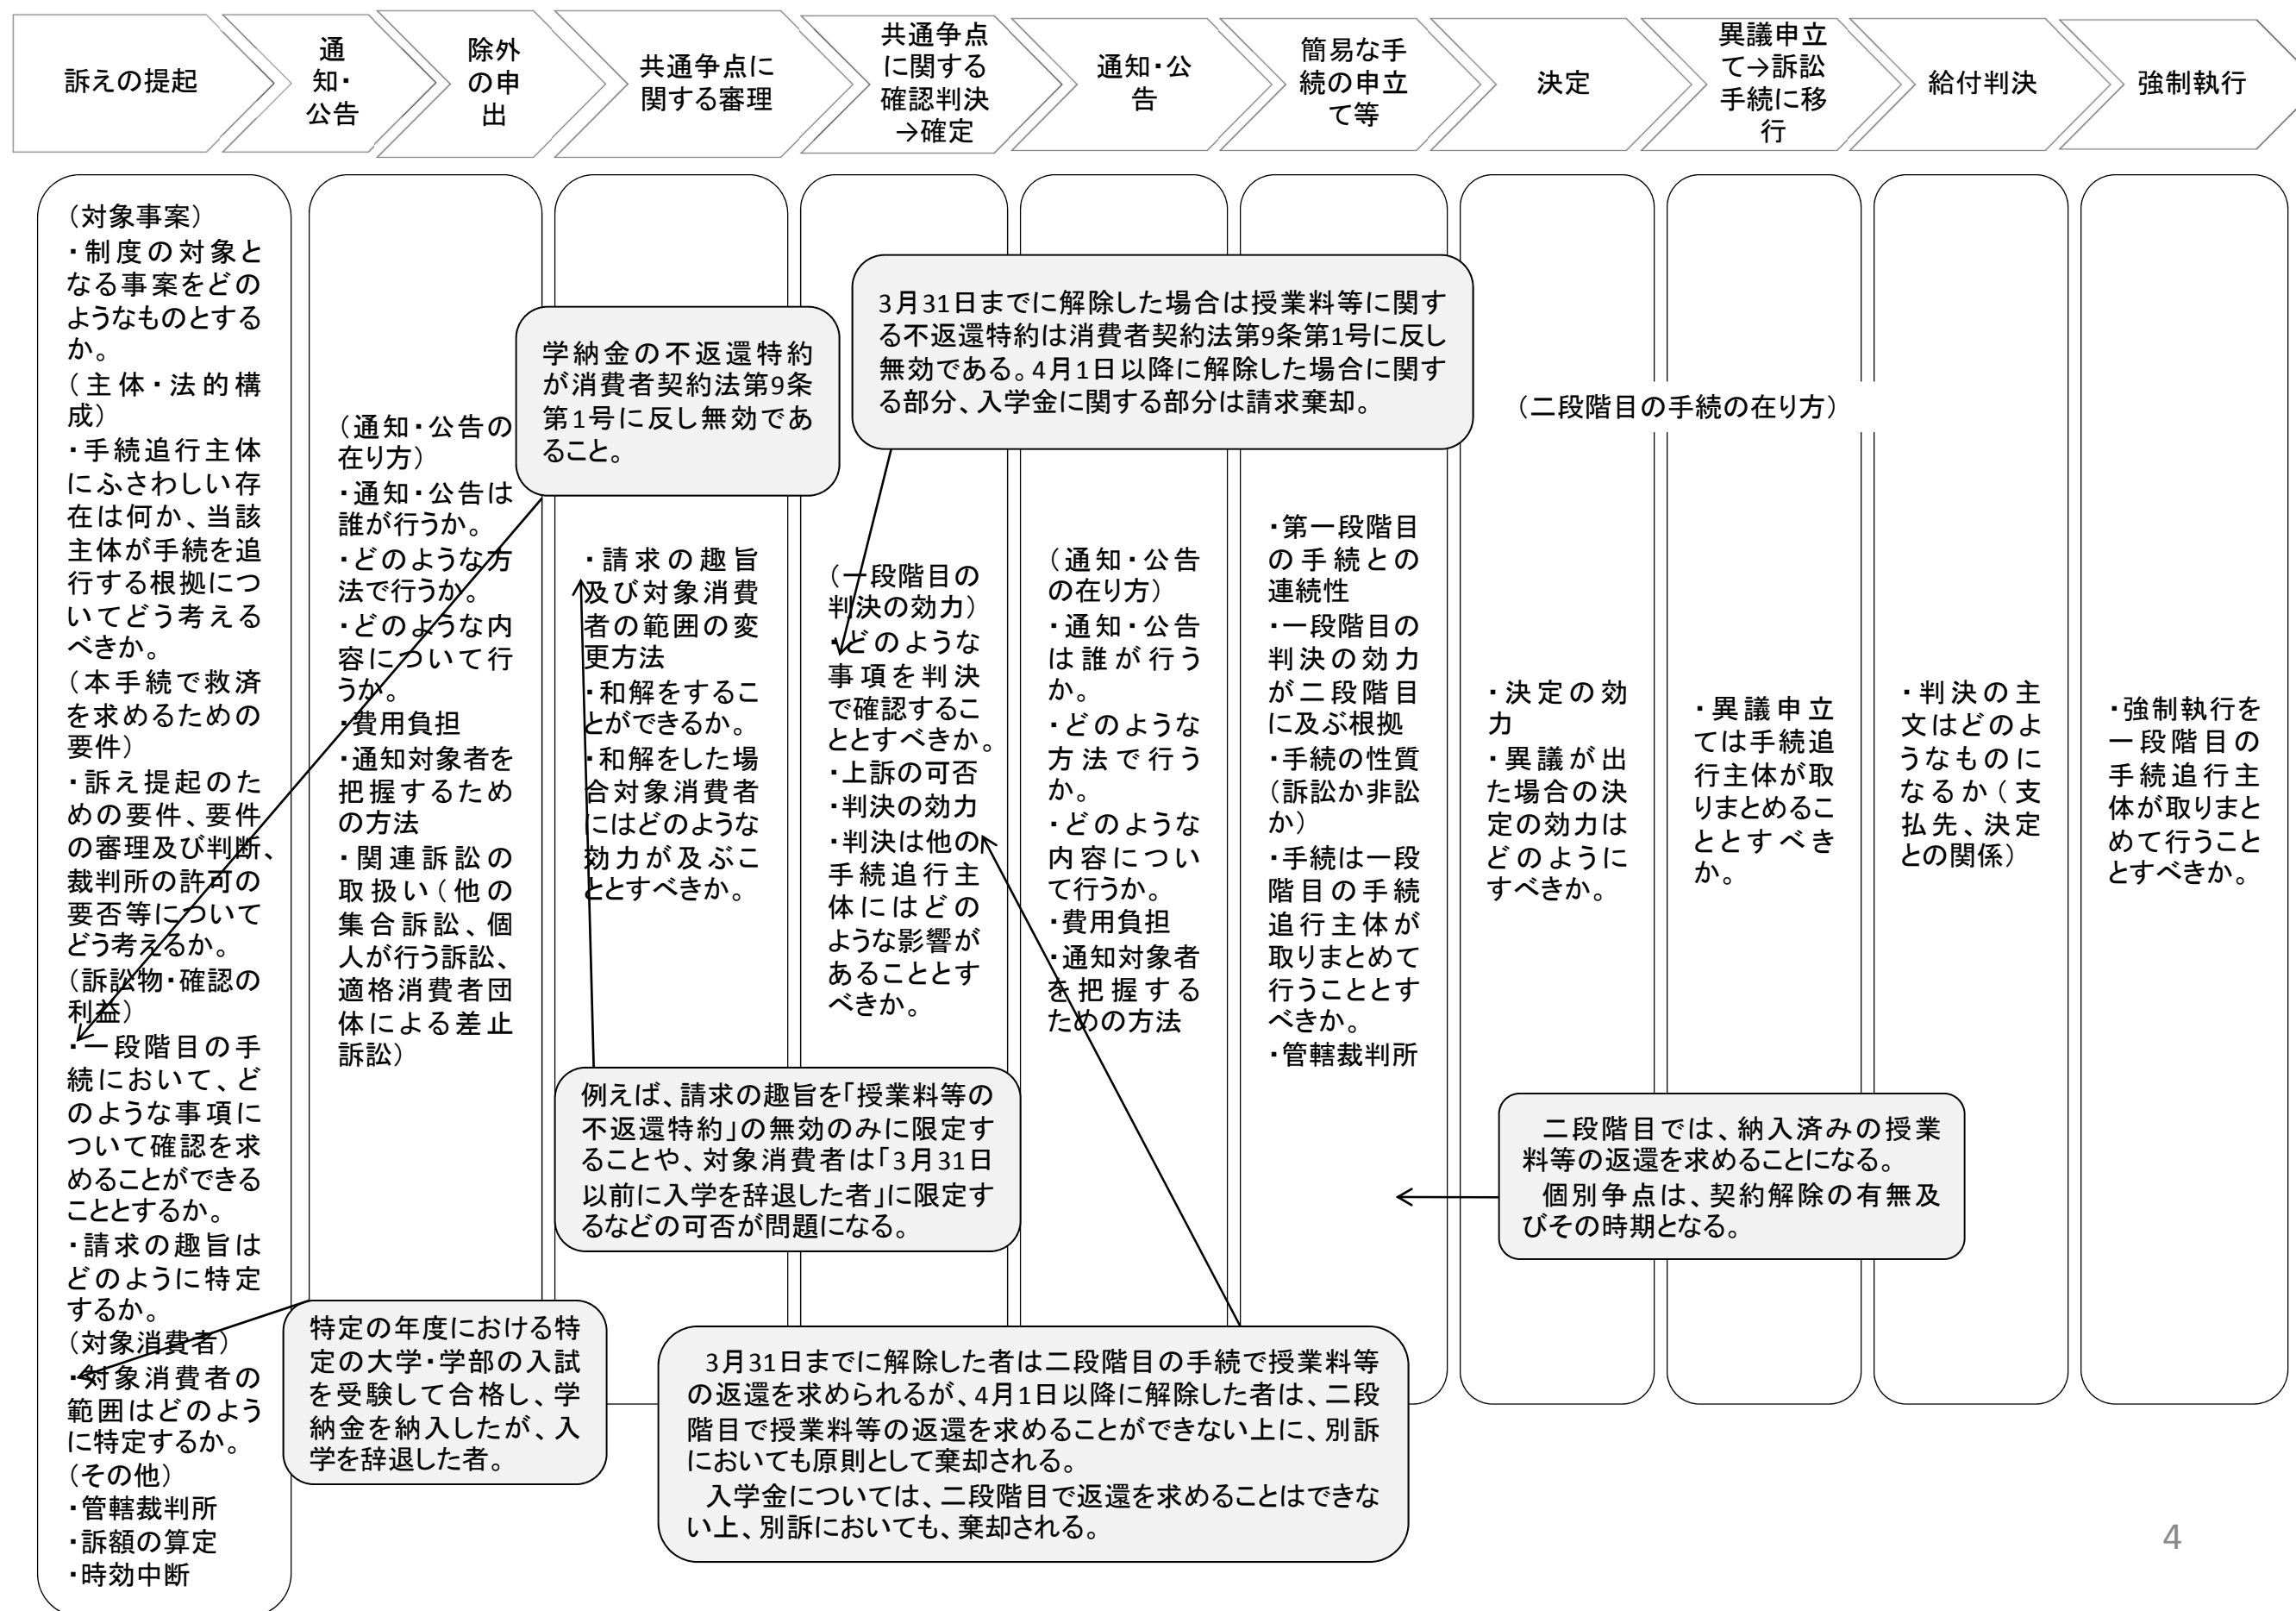 訴えの提起
通
知・
公告
除外
の申
出
共通争点に
関する審理
共通争点
に関する
確認判決
→確定
通知・公
告
簡易な手
続の申立
て等
決定
異議申立
て→訴訟
手続に移
行
給付判決
強制執行
（対象事案）
・制度の対象と
なる事案をどの
ようなものとする
か。
（主体・法的構
成）
・手続追行主体
にふさわしい存
在は何か、当該
主体が手続を追
行する根拠につ
いてどう考える
べきか。
（本手続で救済
を求めるための
要件）
・訴え提起のた
めの要件、要件
の審理及び判断、
裁判所の許可の
要否等について
どう考えるか。
（訴訟物・確認の
利益）
・一段階目の手
続において、ど
のような事項に
ついて確認を求
めることができる
こととするか。
・請求の趣旨は
どのように特定
するか。
（対象消費者）
・対象消費者の
範囲はどのよう
に特定するか。
（その他）
・管轄裁判所
・訴額の算定
・時効中断
（通知・公告の
在り方）
・通知・公告は
誰が行うか。
・どのような方
法で行うか。
・どのような内
容について行
うか。
・費用負担
・通知対象者を
把握するため
の方法
・関連訴訟の
取扱い（他の
集合訴訟、個
人が行う訴訟、
適格消費者団
体による差止
訴訟）
学納金の不返還特約
が消費者契約法第9条
第1号に反し無効であ
ること。
・請求の趣旨
及び対象消費
者の範囲の変
更方法
・和解をするこ
とができるか。
・和解をした場
合対象消費者
にはどのような
効力が及ぶこ
ととすべきか。
3月31日までに解除した場合は授業料等に関す
る不返還特約は消費者契約法第9条第1号に反し
無効である。4月1日以降に解除した場合に関す
る部分、入学金に関する部分は請求棄却。
（一段階目の
判決の効力）
・どのような
事項を判決
で確認するこ
ととすべきか。
・上訴の可否
・判決の効力
・判決は他の
手続追行主
体にはどの
ような影響が
あることとす
べきか。
（通知・公告
の在り方）
・通知・公告
は誰が行う
か。
・どのような
方法で行う
か。
・どのような
内容につい
て行うか。
・費用負担
・通知対象者
を把握する
ための方法
・第一段階目
の手続との
連続性
・一段階目の
判決の効力
が二段階目
に及ぶ根拠
・手続の性質
（訴訟か非訟
か）
・手続は一段
階目の手続
追行主体が
取りまとめて
行うこととす
べきか。
・管轄裁判所
（二段階目の手続の在り方）
・決定の効
力
・異議が出
た場合の決
定の効力は
どのように
すべきか。
・異議申立
ては手続追
行主体が取
りまとめるこ
ととすべき
か。
・判決の主
文はどのよ
うなものに
なるか（支
払先、決定
との関係）
・強制執行を
一段階目の
手続追行主
体が取りまと
めて行うこと
とすべきか。
例えば、請求の趣旨を「授業料等の
不返還特約」の無効のみに限定す
ることや、対象消費者は「3月31日
以前に入学を辞退した者」に限定す
るなどの可否が問題になる。
二段階目では、納入済みの授業
料等の返還を求めることになる。
個別争点は、契約解除の有無及
びその時期となる。
特定の年度における特
定の大学・学部の入試
を受験して合格し、学
納金を納入したが、入
学を辞退した者。
3月31日までに解除した者は二段階目の手続で授業料等
の返還を求められるが、4月1日以降に解除した者は、二段
階目で授業料等の返還を求めることができない上に、別訴
においても原則として棄却される。
入学金については、二段階目で返還を求めることはできな
い上、別訴においても、棄却される。
4